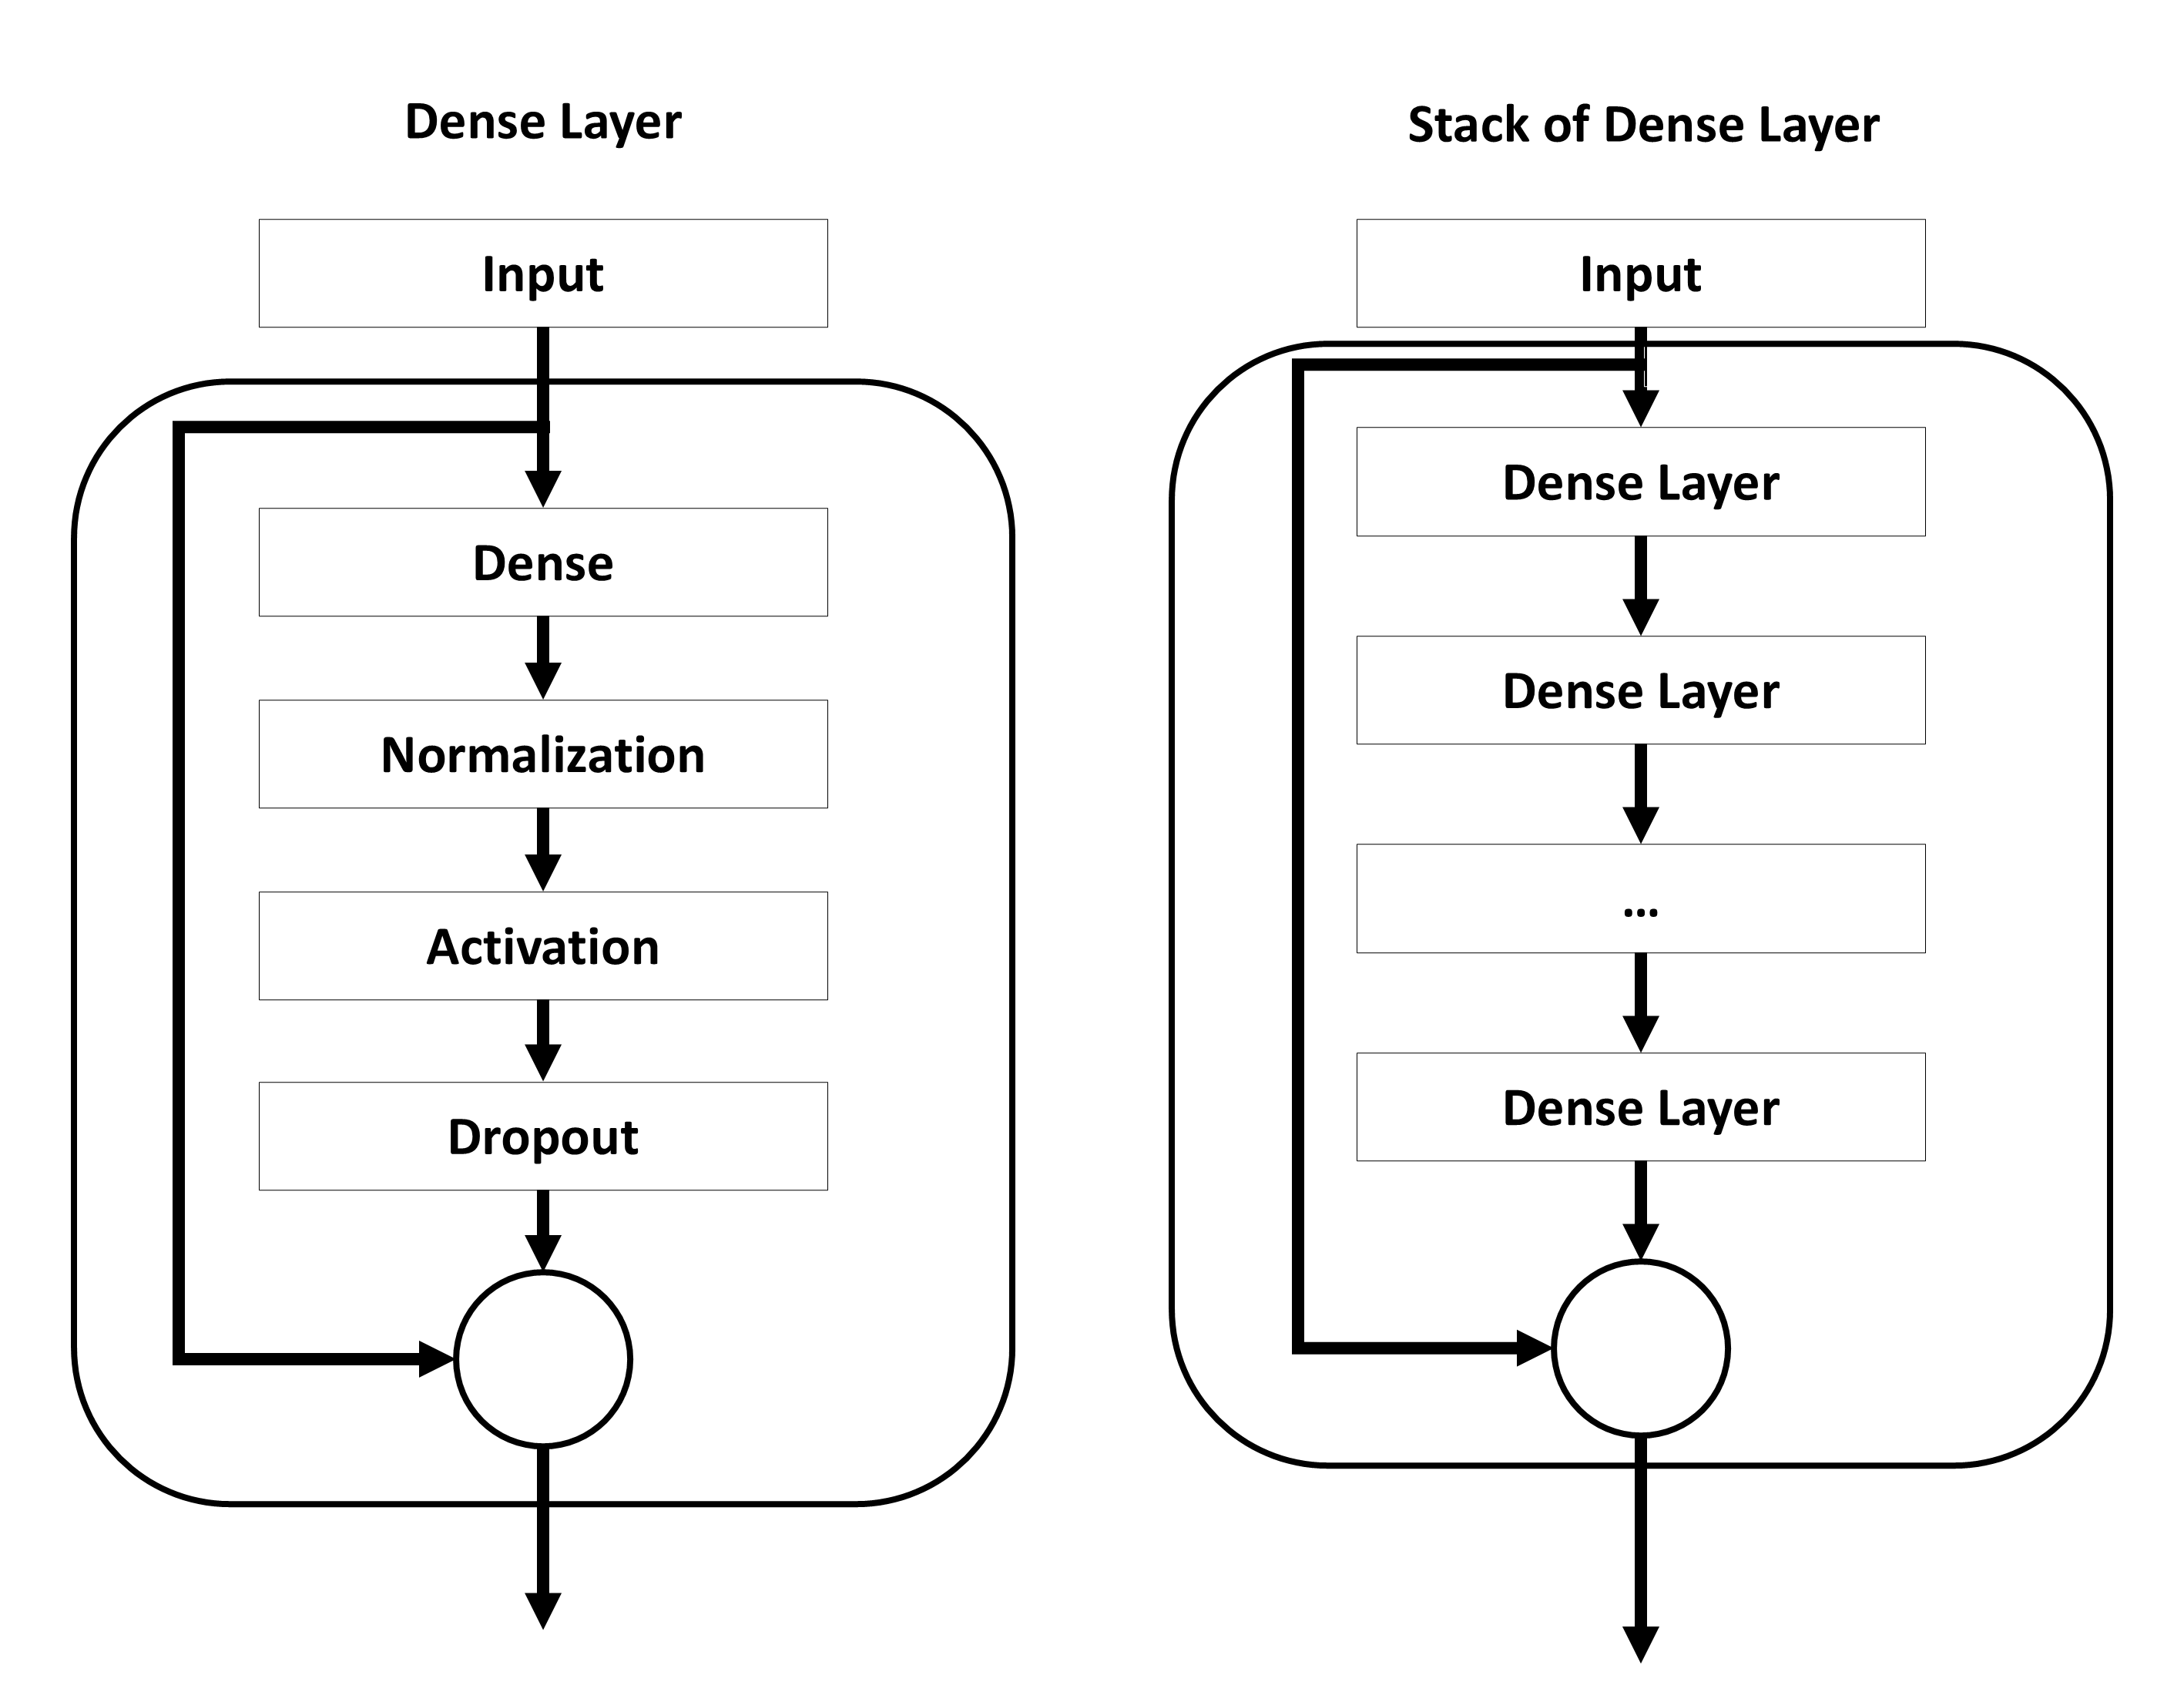 Dense Layer
Input
Dense
Normalization
Activation
Dropout
Stack of Dense Layer
Input
Dense Layer
Dense Layer
...
Dense Layer